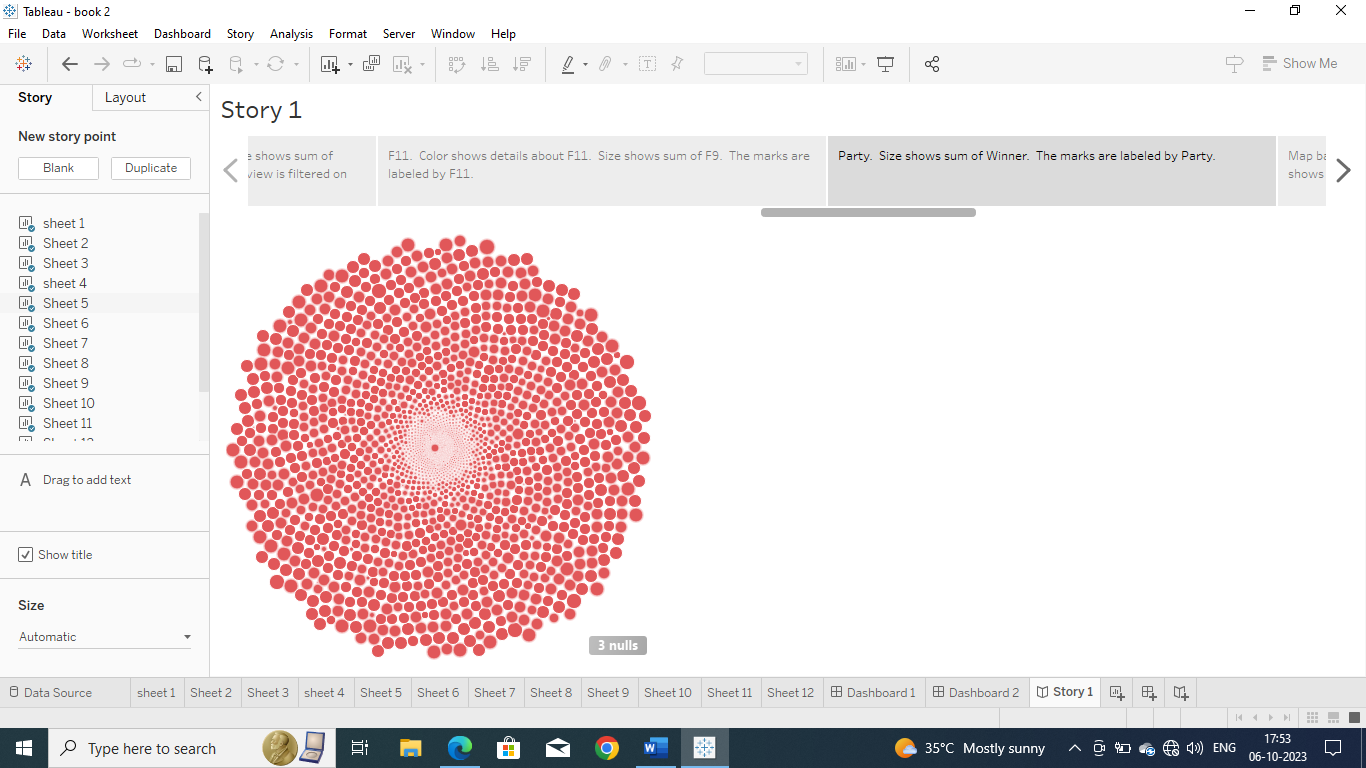 Tableau - book 2
File Data Worksheet Dashboard Story Analysis Format Server Window Help
Show Me
Story Layout
New story point
Blank Duplicate
sheet 1
Sheet 2
Sheet 3
sheet 4
Sheet 5
Sheet 6
Sheet 7
Sheet 8
Sheet 9
Sheet 10
Sheet 11
A Drag to add text
Show title
Size
Automatic
Story 1
e shows sum of
view is filtered on
F11. Color shows details about F11. Size shows sum of F9. The marks are
labeled by F11.
Party. Size shows sum of Winner. The marks are labeled by Party.
Map ba
shows
3 nulls
Data Source sheet 1 Sheet 2 Sheet 3 sheet 4 Sheet 5 Sheet 6 Sheet 7 Sheet 8 Sheet 9 Sheet 10 Sheet 11 Sheet 12 Dashboard 1 Dashboard 2 Story 1
Type here to search
35°C Mostly sunny
ENG
17:53
06-10-2023